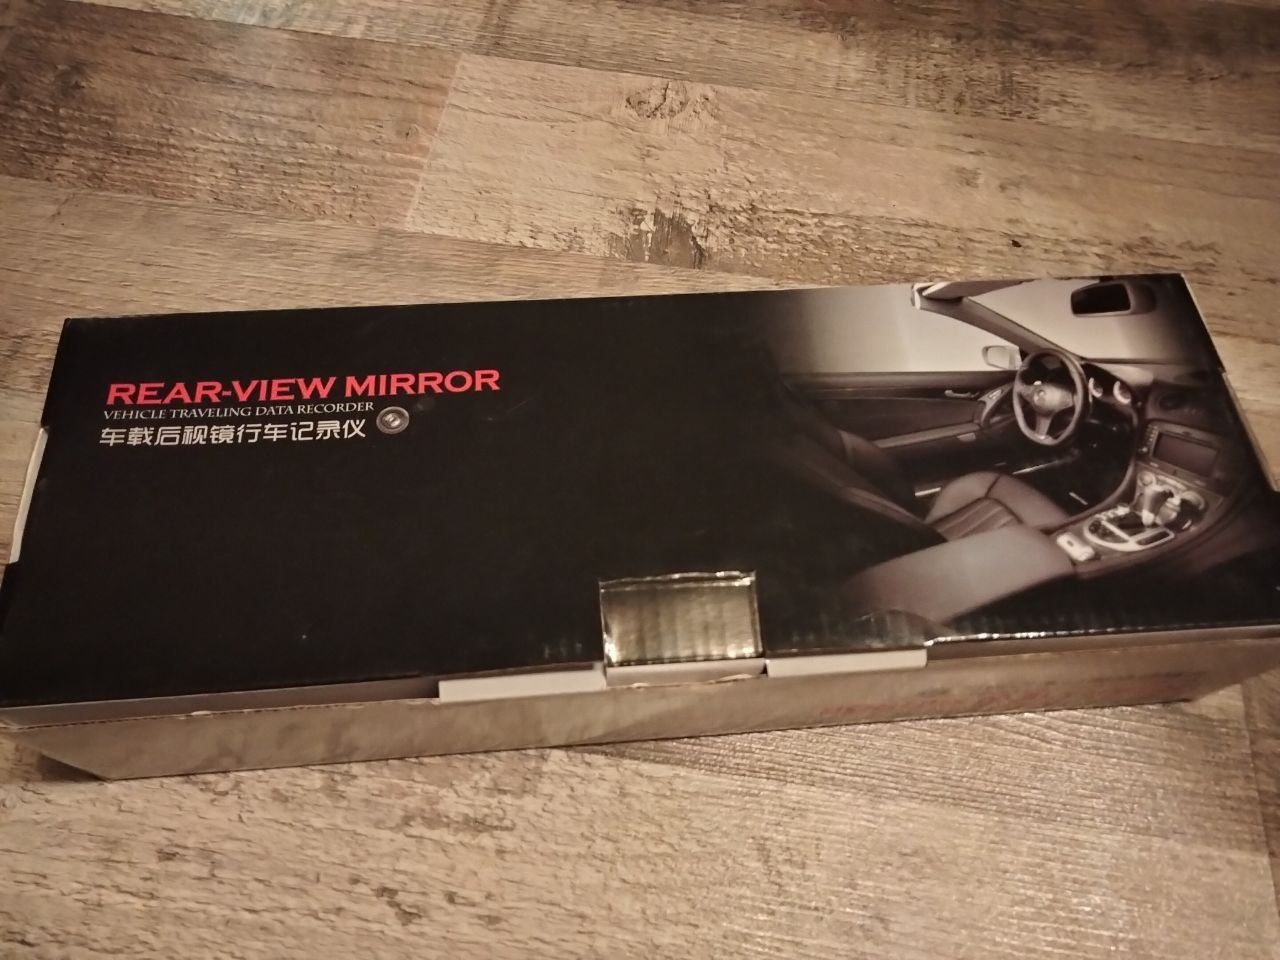 REAR-VIEW MIRROR
VEHICLE TRAVELING DATA RECORDER
车载后视镜行车记录仪